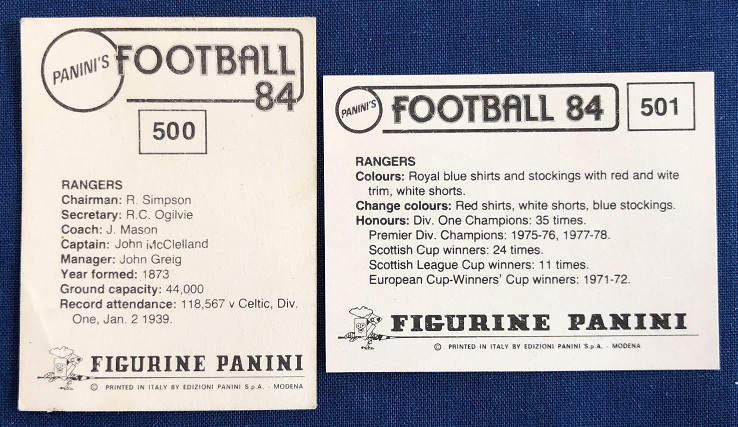 PANINI'S FOOTBALL
84
500
RANGERS
Chairman: R. Simpson
Secretary: R.C. Ogilvie
Coach: J. Mason
Captain: John McClelland
Manager: John Greig
Year formed: 1873
Ground capacity: 44,000
Record attendance: 118,567 v Celtic, Div.
One, Jan. 2 1939.
FIGURINE PANINI
© PRINTED IN ITALY BY EDIZIONI PANINI S.p.A. - MODENA
PANINI'S FOOTBALL 84 501
RANGERS
Colours: Royal blue shirts and stockings with red and wite
trim, white shorts.
Change colours: Red shirts, white shorts, blue stockings.
Honours: Div. One Champions: 35 times.
Premier Div. Champions: 1975-76, 1977-78.
Scottish Cup winners: 24 times.
Scottish League Cup winners: 11 times.
European Cup-Winners' Cup winners: 1971-72.
FIGURINE PANINI
© PRINTED IN ITALY BY EDIZIONI PANINI S.p.A. - MODENA